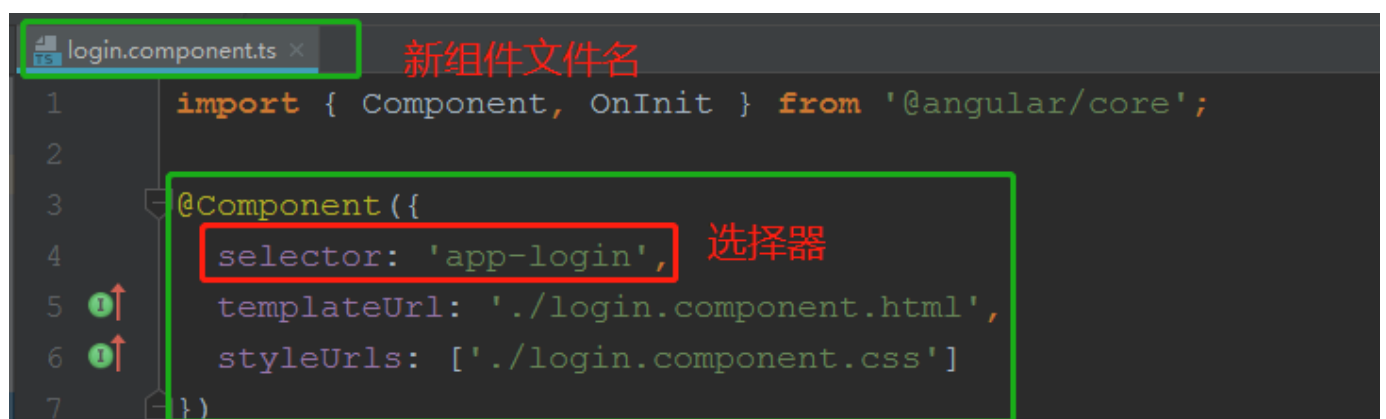 login.component.ts ×
新组件文件名
1 import { Component, OnInit } from '@angular/core';
2
3 @Component({
4 selector: 'app-login',
选择器
5 templateUrl: './login.component.html',
6 styleUrls: ['./login.component.css']
7 })